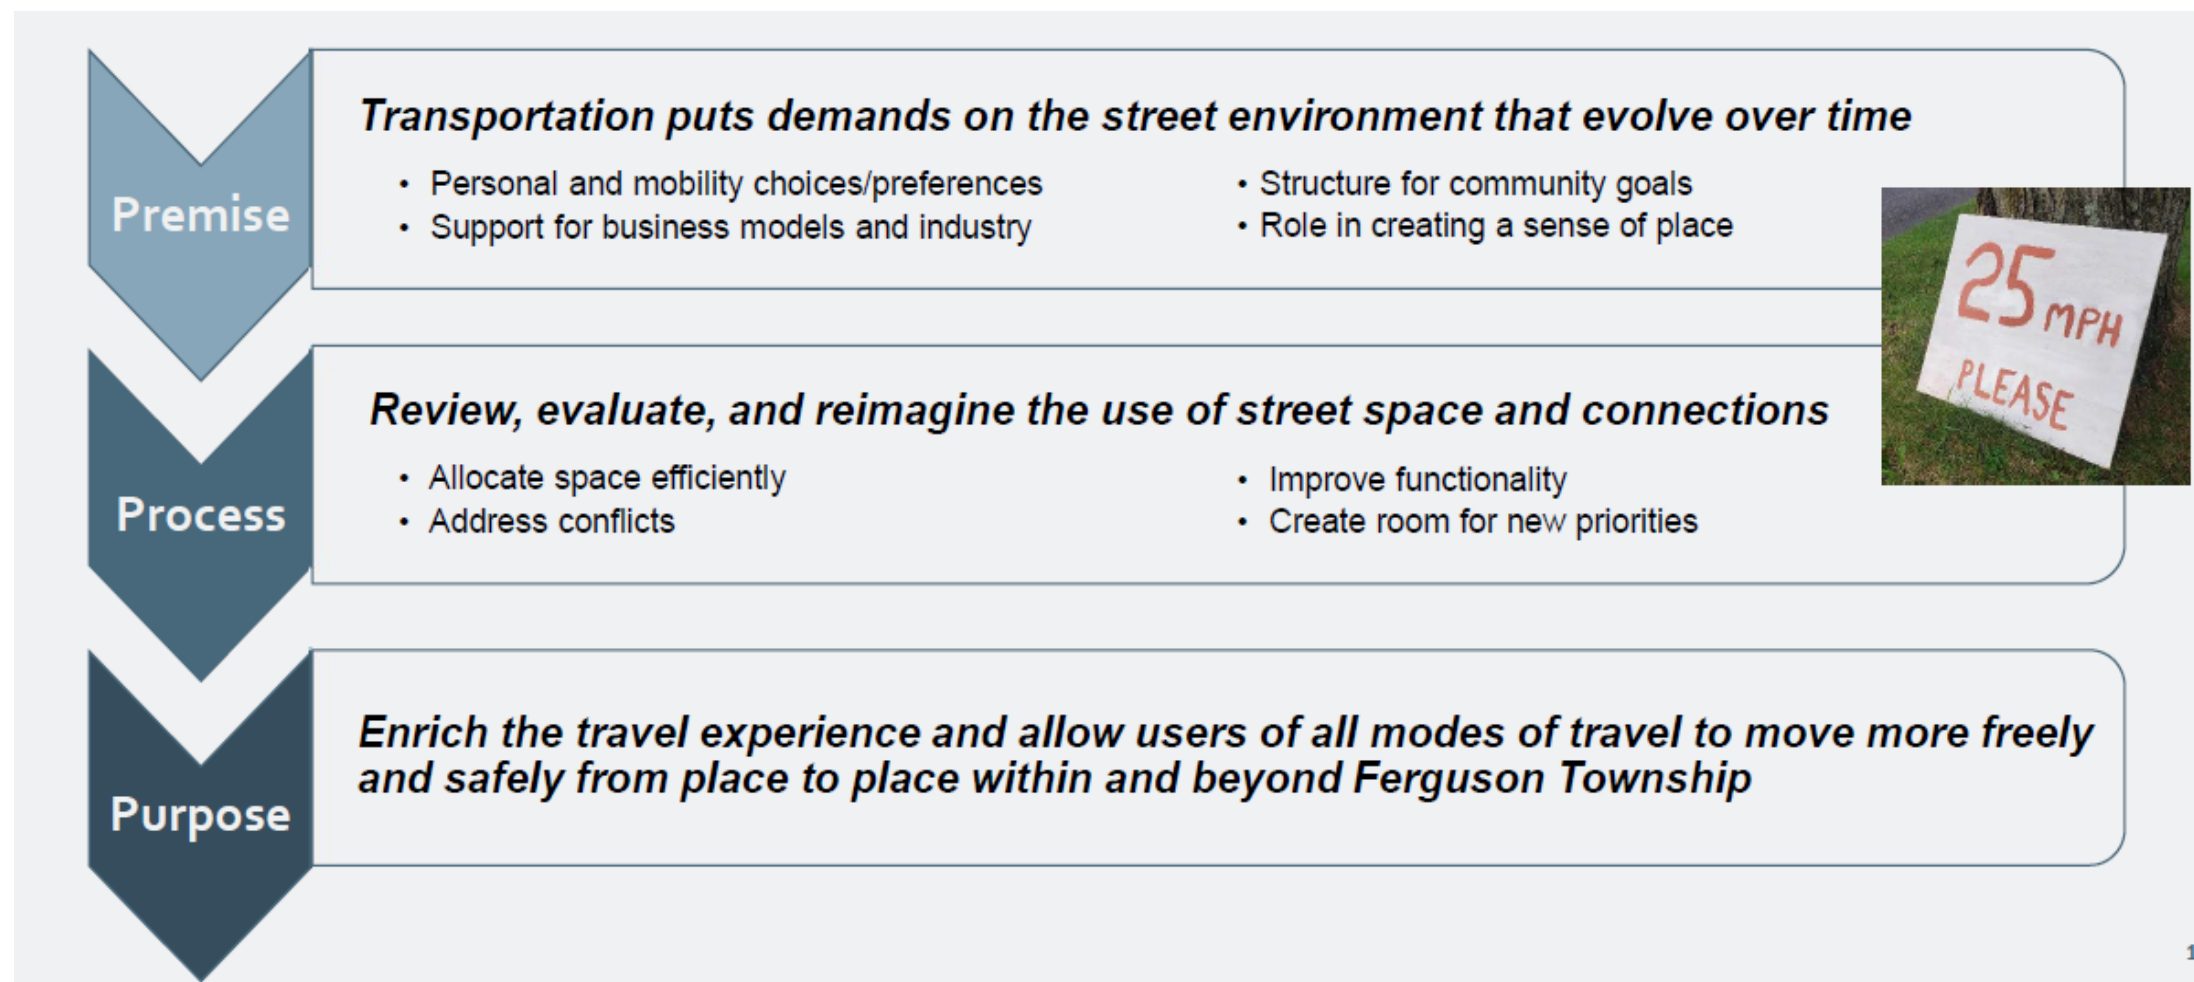 Premise
Transportation puts demands on the street environment that evolve over time
• Personal and mobility choices/preferences
• Support for business models and industry
• Structure for community goals
• Role in creating a sense of place
25 MPH
PLEASE
Process
Review, evaluate, and reimagine the use of street space and connections
• Allocate space efficiently
• Address conflicts
• Improve functionality
• Create room for new priorities
Purpose
Enrich the travel experience and allow users of all modes of travel to move more freely
and safely from place to place within and beyond Ferguson Township